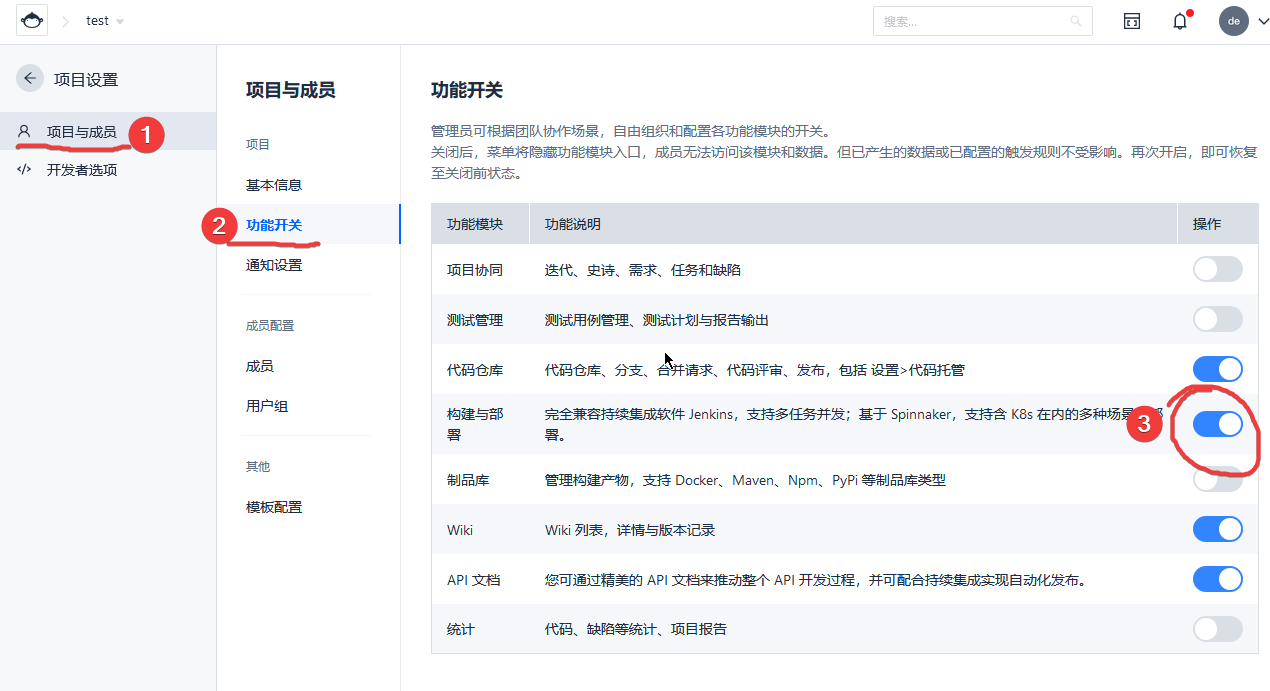 test
搜索...
de
项目设置
项目与成员
1
开发者选项
项目与成员
项目
基本信息
2
功能开关
通知设置
成员配置
成员
用户组
其他
模板配置
功能开关
管理员可根据团队协作场景，自由组织和配置各功能模块的开关。
关闭后，菜单将隐藏功能模块入口，成员无法访问该模块和数据。但已产生的数据或已配置的触发规则不受影响。再次开启，即可恢复
至关闭前状态。
功能模块 功能说明 操作
项目协同 迭代、史诗、需求、任务和缺陷
测试管理 测试用例管理、测试计划与报告输出
代码仓库 代码仓库、分支、合并请求、代码评审、发布，包括 设置>代码托管
构建与部 完全兼容持续集成软件 Jenkins，支持多任务并发；基于 Spinnaker，支持含 K8s 在内的多种场景 部
署 署。
3
制品库 管理构建产物，支持 Docker、Maven、Npm、PyPi 等制品库类型
Wiki Wiki 列表，详情与版本记录
API 文档 您可通过精美的 API 文档来推动整个 API 开发过程，并可配合持续集成实现自动化发布。
统计 代码、缺陷等统计、项目报告